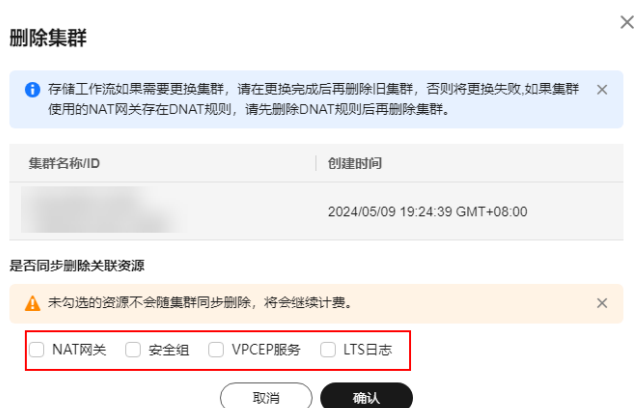 删除集群
存储工作流如果需要更换集群，请在更换完成后再删除旧集群，否则将更换失败,如果集群
使用的NAT网关存在DNAT规则，请先删除DNAT规则后再删除集群。
集群名称/ID 创建时间
2024/05/09 19:24:39 GMT+08:00
是否同步删除关联资源
未勾选的资源不会随集群同步删除，将会继续计费。
NAT网关 安全组 VPCEP服务 LTS日志
取消 确认